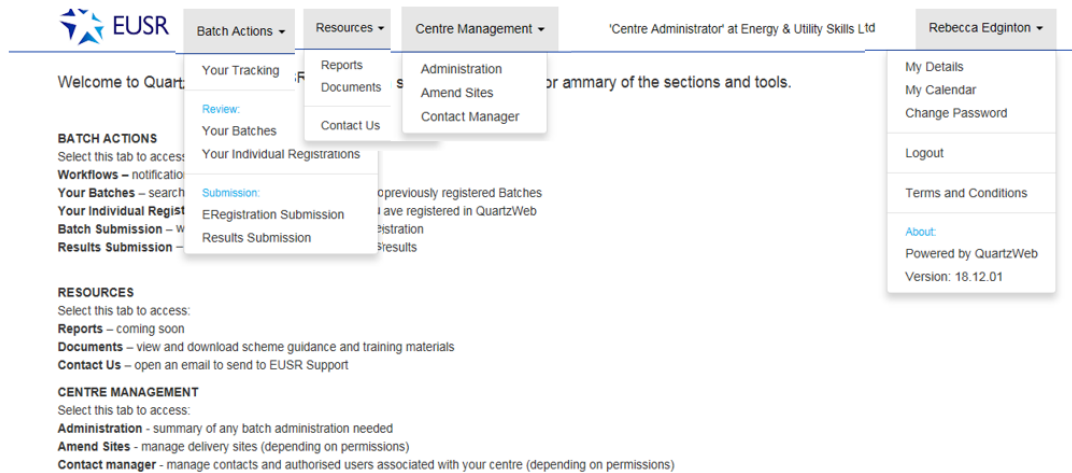 EUSR
Batch Actions
Resources
Centre Management
'Centre Administrator' at Energy & Utility Skills Ltd
Rebecca Edginton
Your Tracking
Review:
Your Batches
Your Individual Registrations
Submission:
ERegistration Submission
Results Submission
Reports
Documents
Contact Us
Administration
Amend Sites
Contact Manager
My Details
My Calendar
Change Password
Logout
Terms and Conditions
About:
Powered by QuartzWeb
Version: 18.12.01
Welcome to Quart or ammary of the sections and tools.
BATCH ACTIONS
Select this tab to access
Workflows – notificatio
Your Batches – search previously registered Batches
Your Individual Regist ave registered in QuartzWeb
Batch Submission – w istration
Results Submission – results
RESOURCES
Select this tab to access:
Reports – coming soon
Documents – view and download scheme guidance and training materials
Contact Us – open an email to send to EUSR Support
CENTRE MANAGEMENT
Select this tab to access:
Administration - summary of any batch administration needed
Amend Sites - manage delivery sites (depending on permissions)
Contact manager - manage contacts and authorised users associated with your centre (depending on permissions)